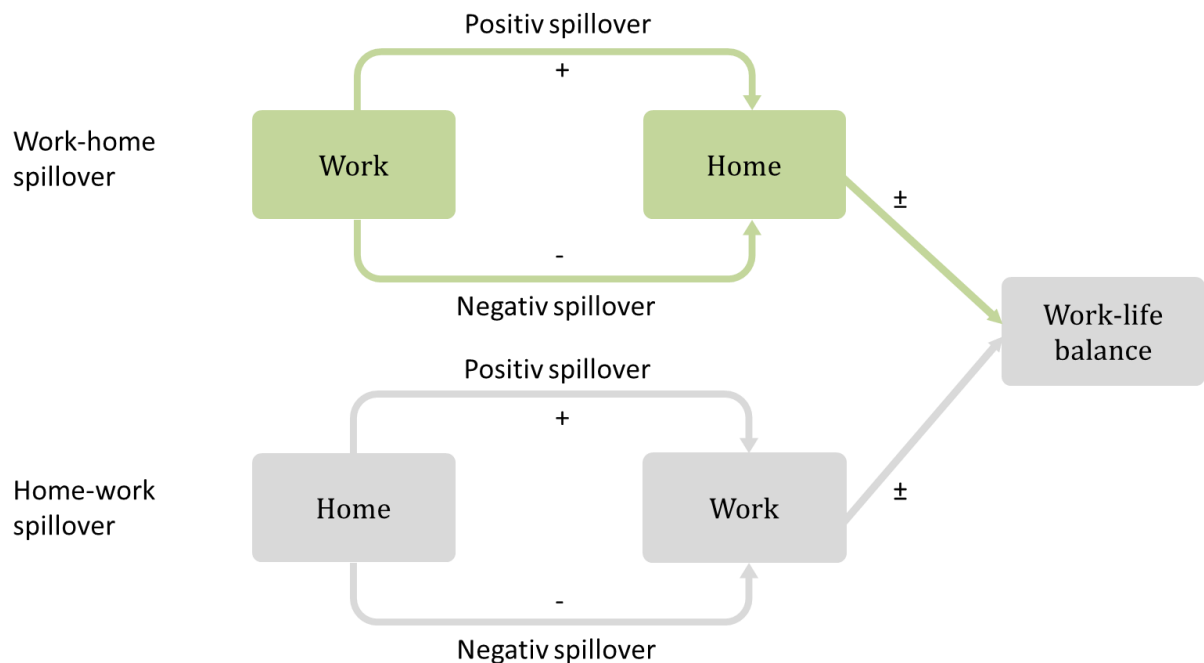 Positiv spillover
+
Work-home
spillover
Work
Home
±
-
Negativ spillover
Work-life
balance
Positiv spillover
+
Home-work
spillover
Home
Work
±
-
Negativ spillover